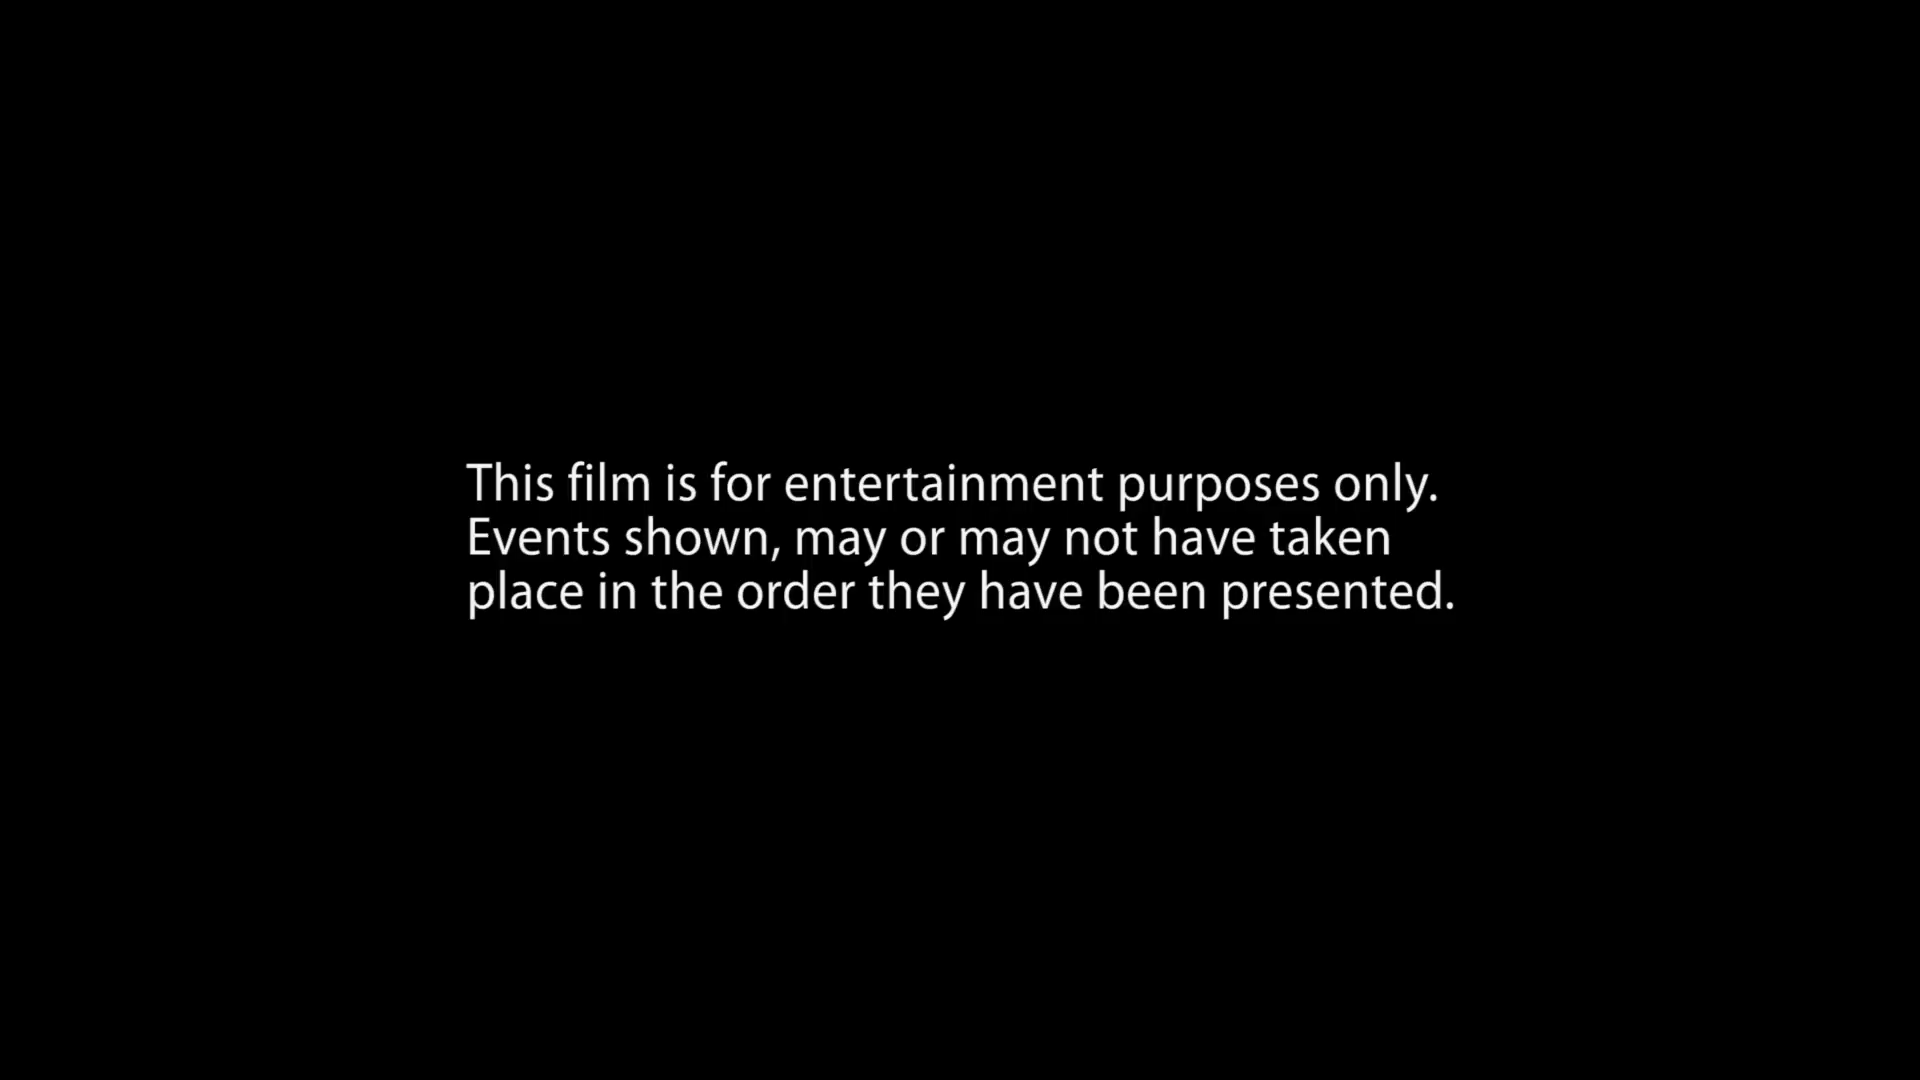 This film is for entertainment purposes only.
Events shown, may or may not have taken
place in the order they have been presented.